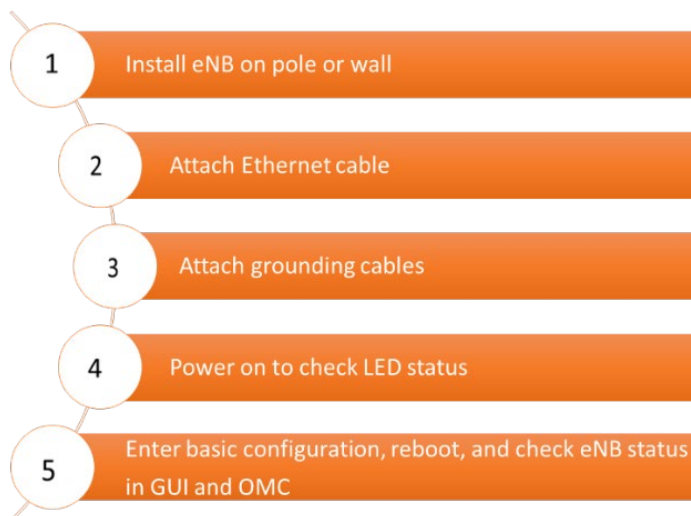 1
Install eNB on pole or wall
2
Attach Ethernet cable
3
Attach grounding cables
4
Power on to check LED status
5
Enter basic configuration, reboot, and check eNB status
in GUI and OMC